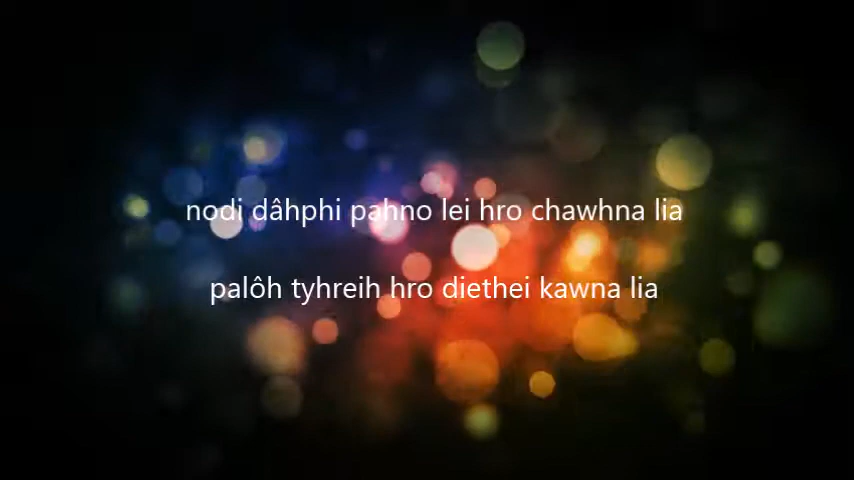 nodi dâhphi pahno lei hro chawhna lia
palôh tyhreih hro diethei kawna lia